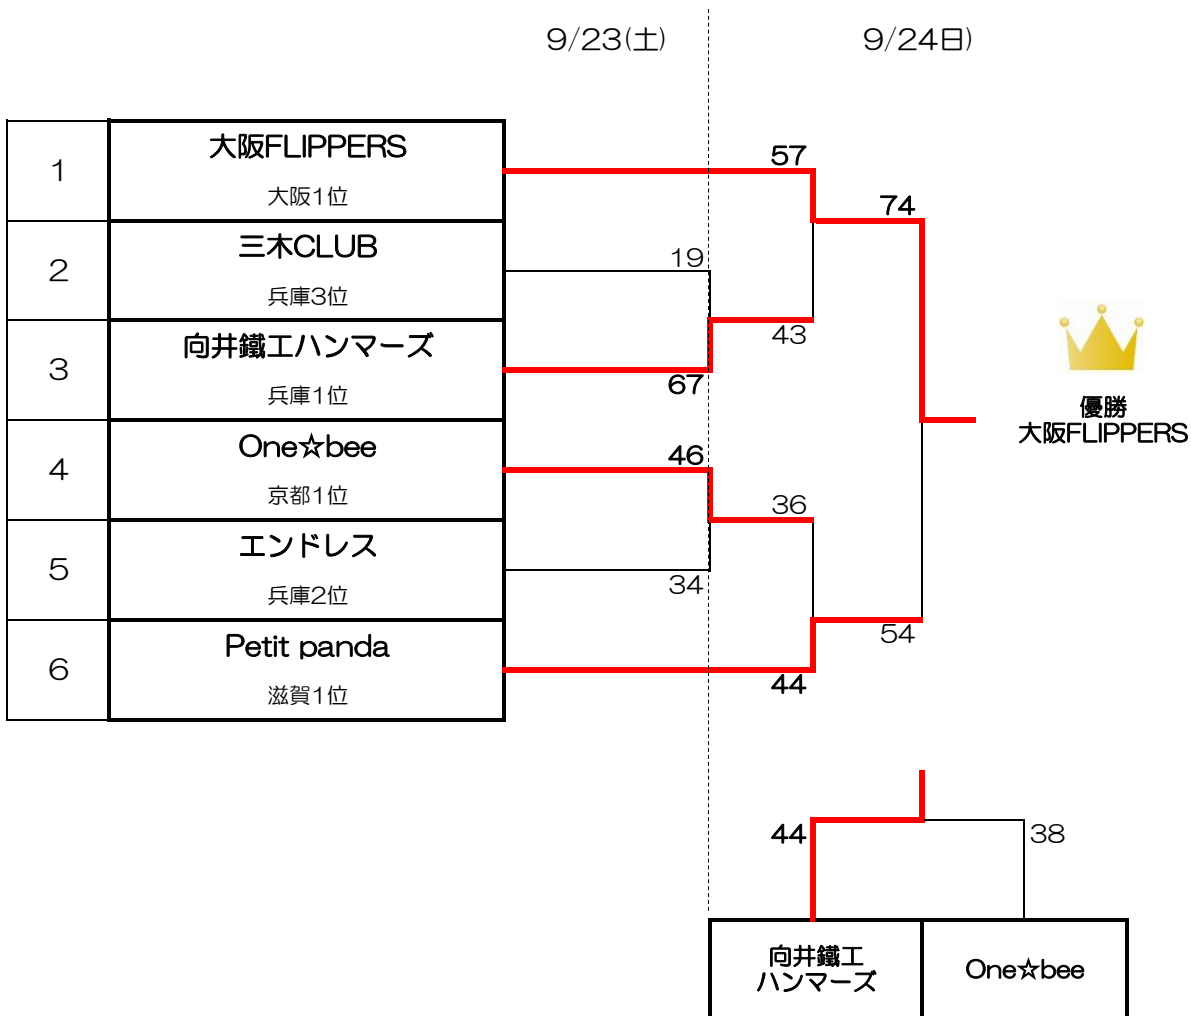 9/23(土)
9/24日)
1
大阪FLIPPERS
大阪1位
2
三木CLUB
兵庫3位
3
向井鐵工ハンマーズ
兵庫1位
4
One☆bee
京都1位
5
エンドレス
兵庫2位
6
Petit panda
滋賀1位
57
74
19
43
67
46
36
34
54
44
優勝
大阪FLIPPERS
44
38
向井鐵工
ハンマーズ
One☆bee